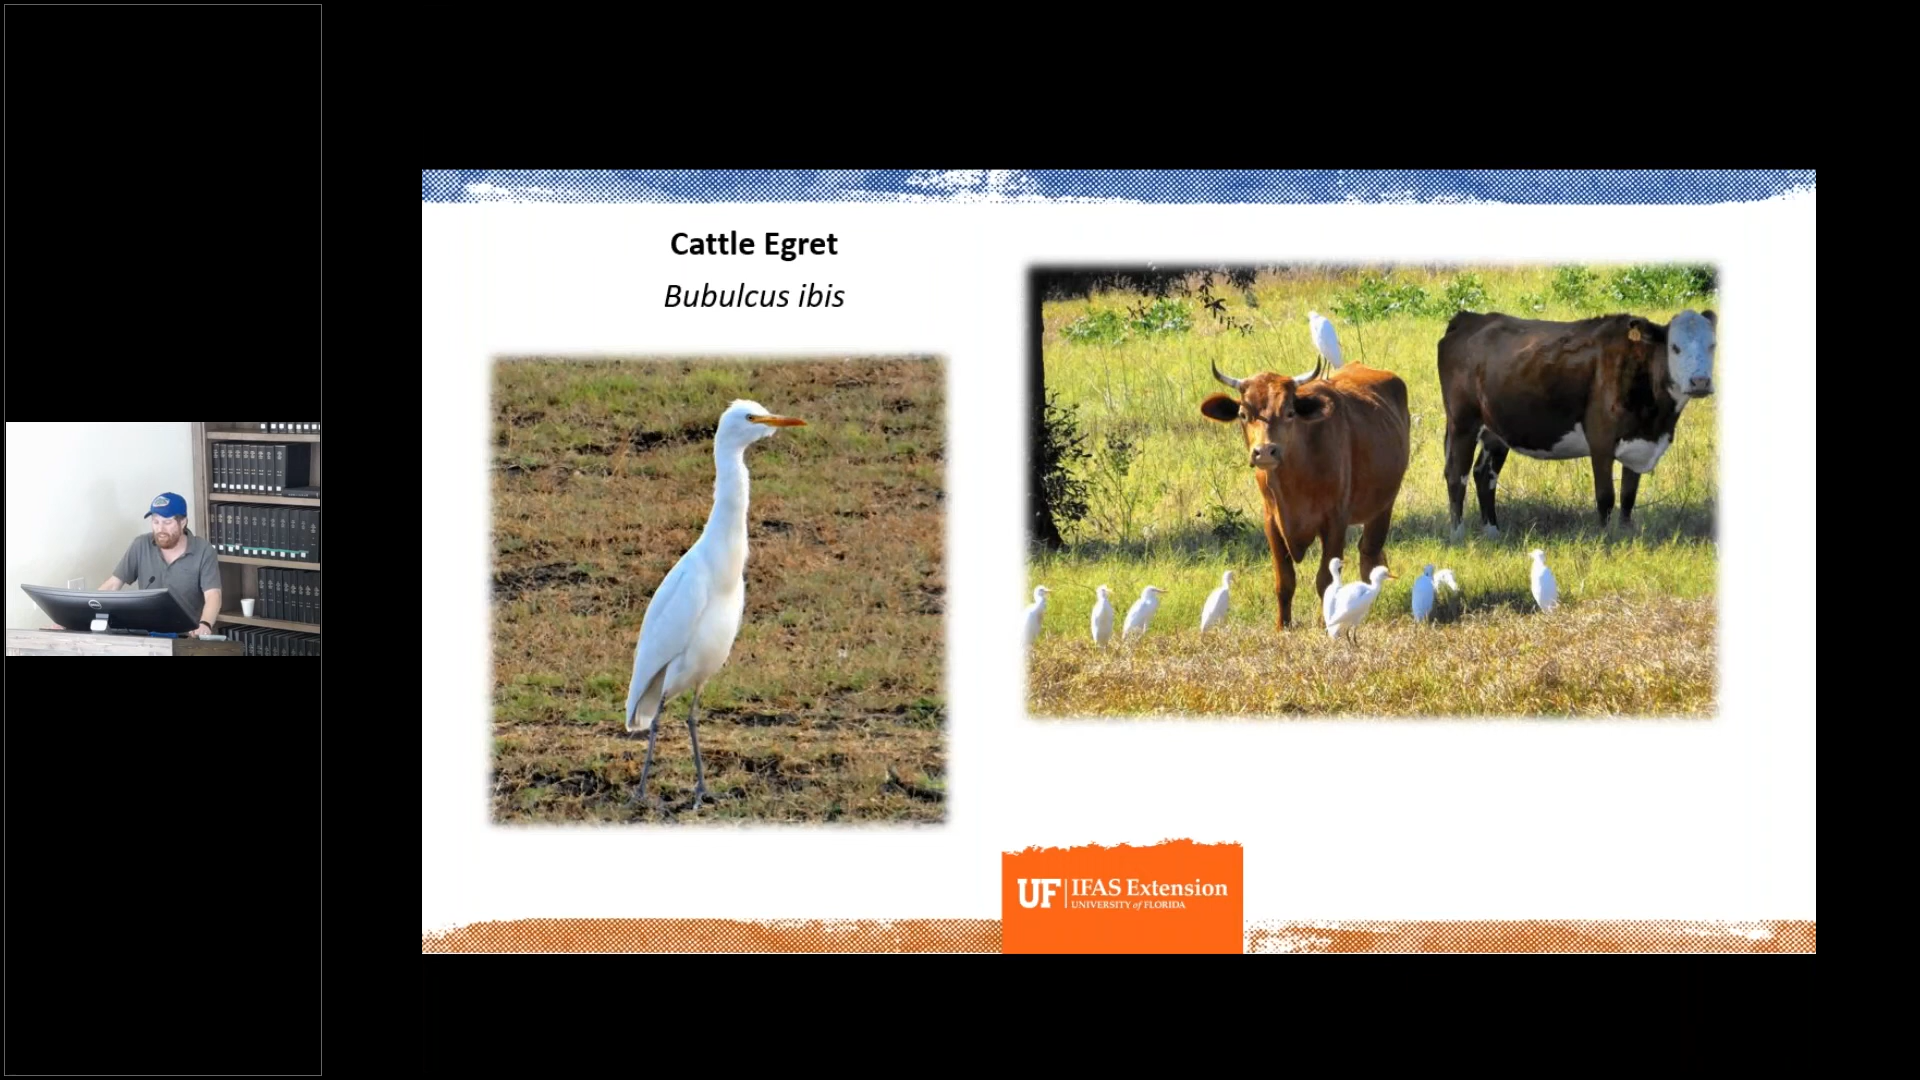 Cattle Egret
Bubulcus ibis
UF IFAS Extension
UNIVERSITY of FLORIDA